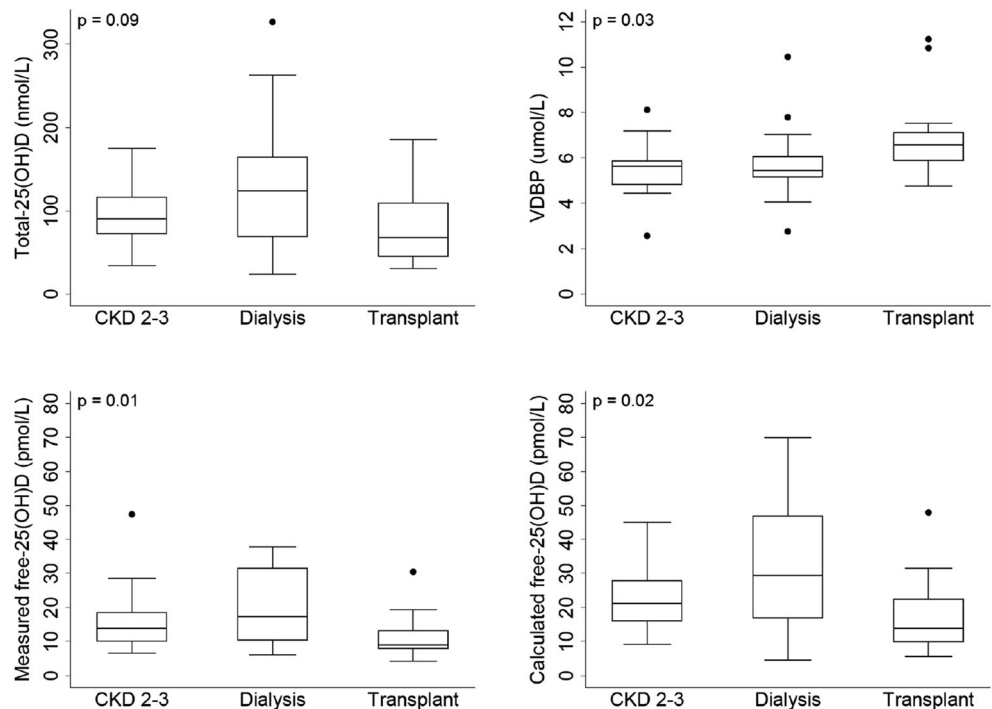 p = 0.09
Total-25(OH)D (nmol/L)
300
200
100
0
CKD 2-3 Dialysis Transplant
p = 0.03
VDBP (umol/L)
12
10
8
6
4
2
0
CKD 2-3 Dialysis Transplant
p = 0.01
Measured free-25(OH)D (pmol/L)
80
70
60
50
40
30
20
10
0
CKD 2-3 Dialysis Transplant
p = 0.02
Calculated free-25(OH)D (pmol/L)
80
70
60
50
40
30
20
10
0
CKD 2-3 Dialysis Transplant